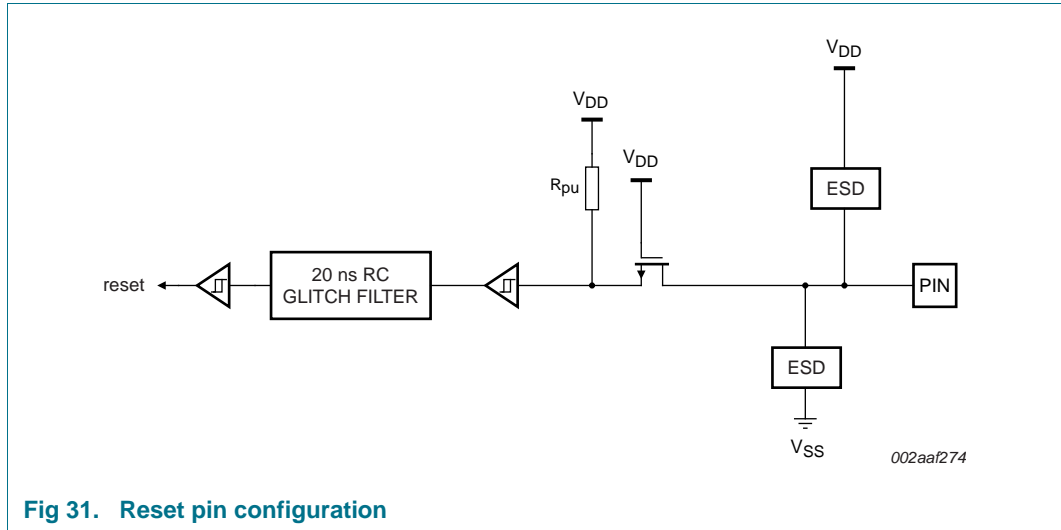 VDD
VDD
VDD
Rpu
ESD
reset
20 ns RC
GLITCH FILTER
PIN
ESD
VSS
002aaf274
Fig 31. Reset pin configuration